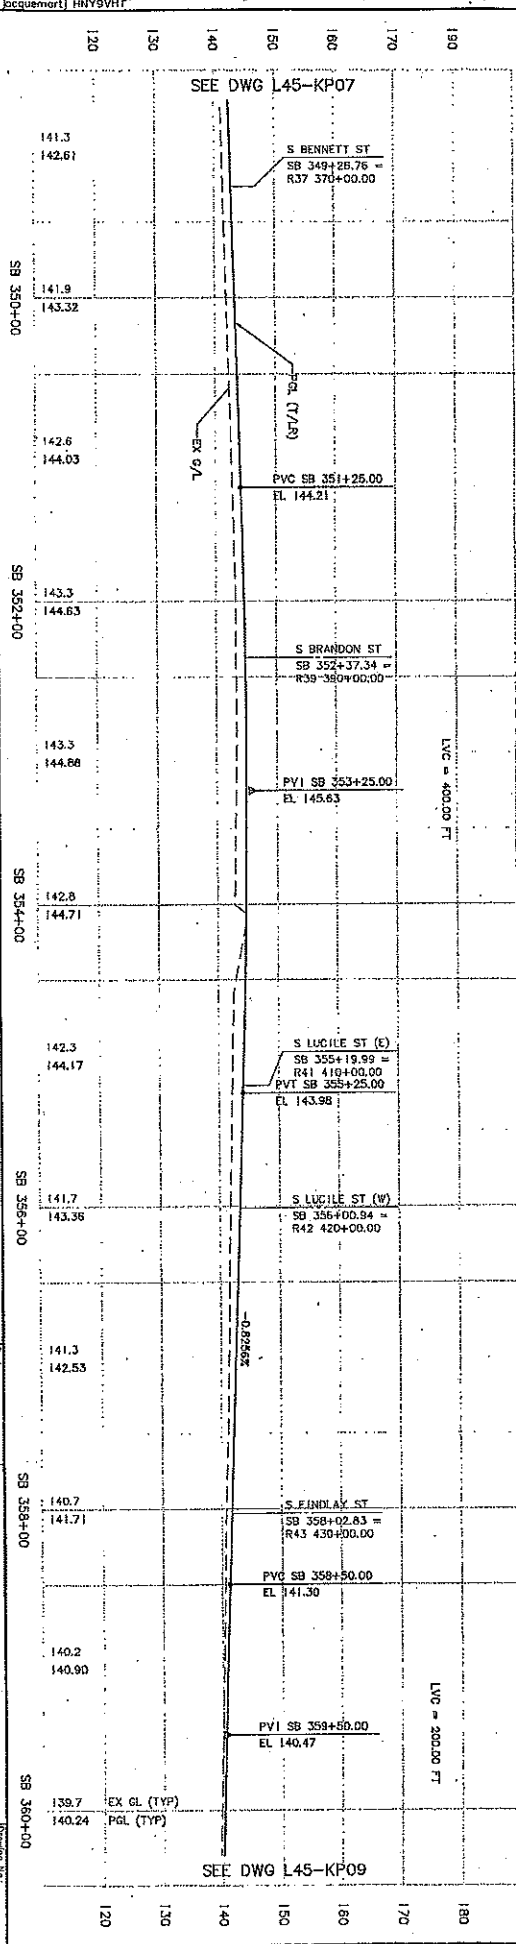 jacquemart] HNY9VHT
120
130
140
150
160
170
180
190
SEE DWG L45-KP07
141.3
142.61
S BENNETT ST
SB 349+26.76 =
R37 370+00.00
SB 350+00
141.9
143.32
PGL (T/LR)
EX G/L
142.6
144.03
PVC SB 351+25.00
EL 144.21
SB 352+00
143.3
144.63
S BRANDON ST
SB 352+37.34 =
R39 390+00.00
143.3
144.88
PVI SB 353+25.00
EL 145.63
LVC = 400.00 FT
SB 354+00
142.8
144.71
142.3
144.17
S LUCILE ST (E)
SB 355+19.99 =
R41 410+00.00
PVT SB 355+25.00
EL 143.98
SB 356+00
141.7
143.36
S LUCILE ST (W)
SB 356+00.94 =
R42 420+00.00
-0.8256%
141.3
142.53
SB 358+00
140.7
141.71
S FINDLAY ST
SB 358+02.83 =
R43 430+00.00
PVC SB 358+50.00
EL 141.30
140.2
140.90
LVC = 200.00 FT
PVI SB 359+50.00
EL 140.47
SB 360+00
139.7 EX GL (TYP)
140.24 PGL (TYP)
SEE DWG L45-KP09
120
130
140
150
160
170
180
Drawing No.